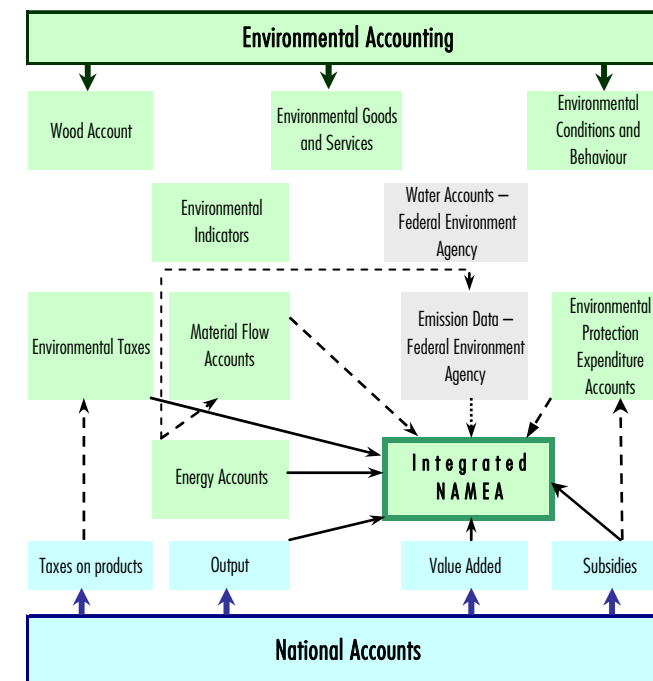 Environmental Accounting
Wood Account
Environmental Goods
and Services
Environmental
Conditions and
Behaviour
Environmental
Indicators
Water Accounts –
Federal Environment
Agency
Environmental Taxes
Material Flow
Accounts
Emission Data –
Federal Environment
Agency
Environmental
Protection
Expenditure
Accounts
Energy Accounts
Integrated
NAMEA
Taxes on products
Output
Value Added
Subsidies
National Accounts